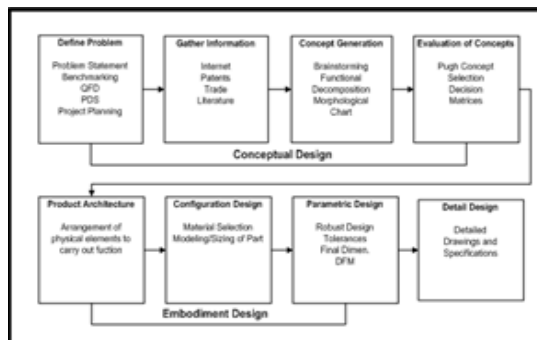 Define Problem
Problem Statement
Benchmarking
QFD
PDS
Project Planning
Gather Information
Internet
Patents
Trade
Literature
Concept Generation
Brainstorming
Functional
Decomposition
Morphological
Chart
Evaluation of Concepts
Pugh Concept
Selection
Decision
Matrices
Conceptual Design
Product Architecture
Arrangement of
physical elements to
carry out fuction
Configuration Design
Material Selection
Modeling/Sizing of Part
Parametric Design
Robust Design
Tolerances
Final Dimen.
DFM
Detail Design
Detailed
Drawings and
Specifications
Embodiment Design